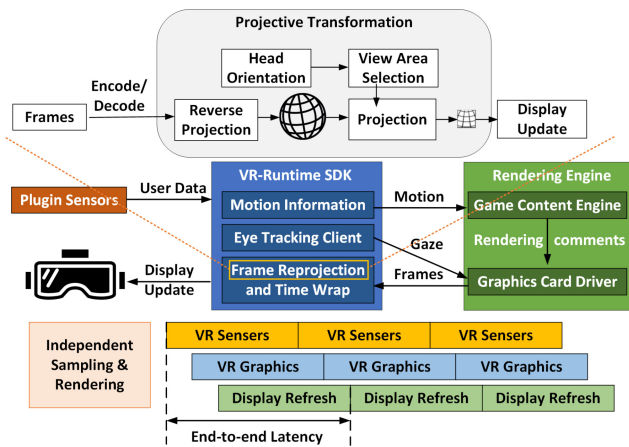 Projective Transformation
Head
Orientation
View Area
Selection
Encode/
Decode
Frames
Reverse
Projection
Projection
Display
Update
VR-Runtime SDK
Rendering Engine
Plugin Sensors
User Data
Motion Information
Motion
Game Content Engine
Eye Tracking Client
Gaze
Rendering comments
Display
Update
Frame Reprojection
and Time Wrap
Frames
Graphics Card Driver
Independent
Sampling &
Rendering
VR Sensers
VR Sensers
VR Sensers
VR Graphics
VR Graphics
VR Graphics
Display Refresh
Display Refresh
Display Refresh
End-to-end Latency